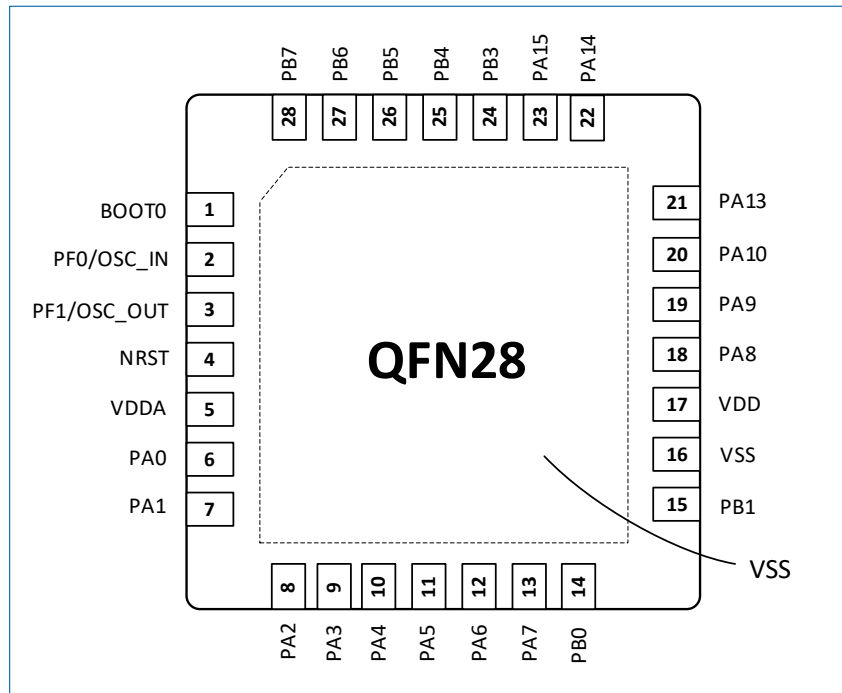 PB7 PB6 PB5 PB4 PB3 PA15 PA14
28 27 26 25 24 23 22
BOOT0 1
PF0/OSC_IN 2
PF1/OSC_OUT 3
NRST 4
VDDA 5
PA0 6
PA1 7
QFN28
21 PA13
20 PA10
19 PA9
18 PA8
17 VDD
16 VSS
15 PB1
VSS
8 9 10 11 12 13 14
PA2 PA3 PA4 PA5 PA6 PA7 PB0